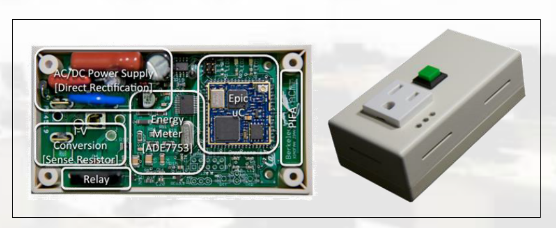 AC/DC Power Supply
[Direct Rectification]
I-V
Conversion
[Sense Resistor]
Relay
Energy
Meter
[ADE7753]
Epic
uC
Berkeley
PIFA